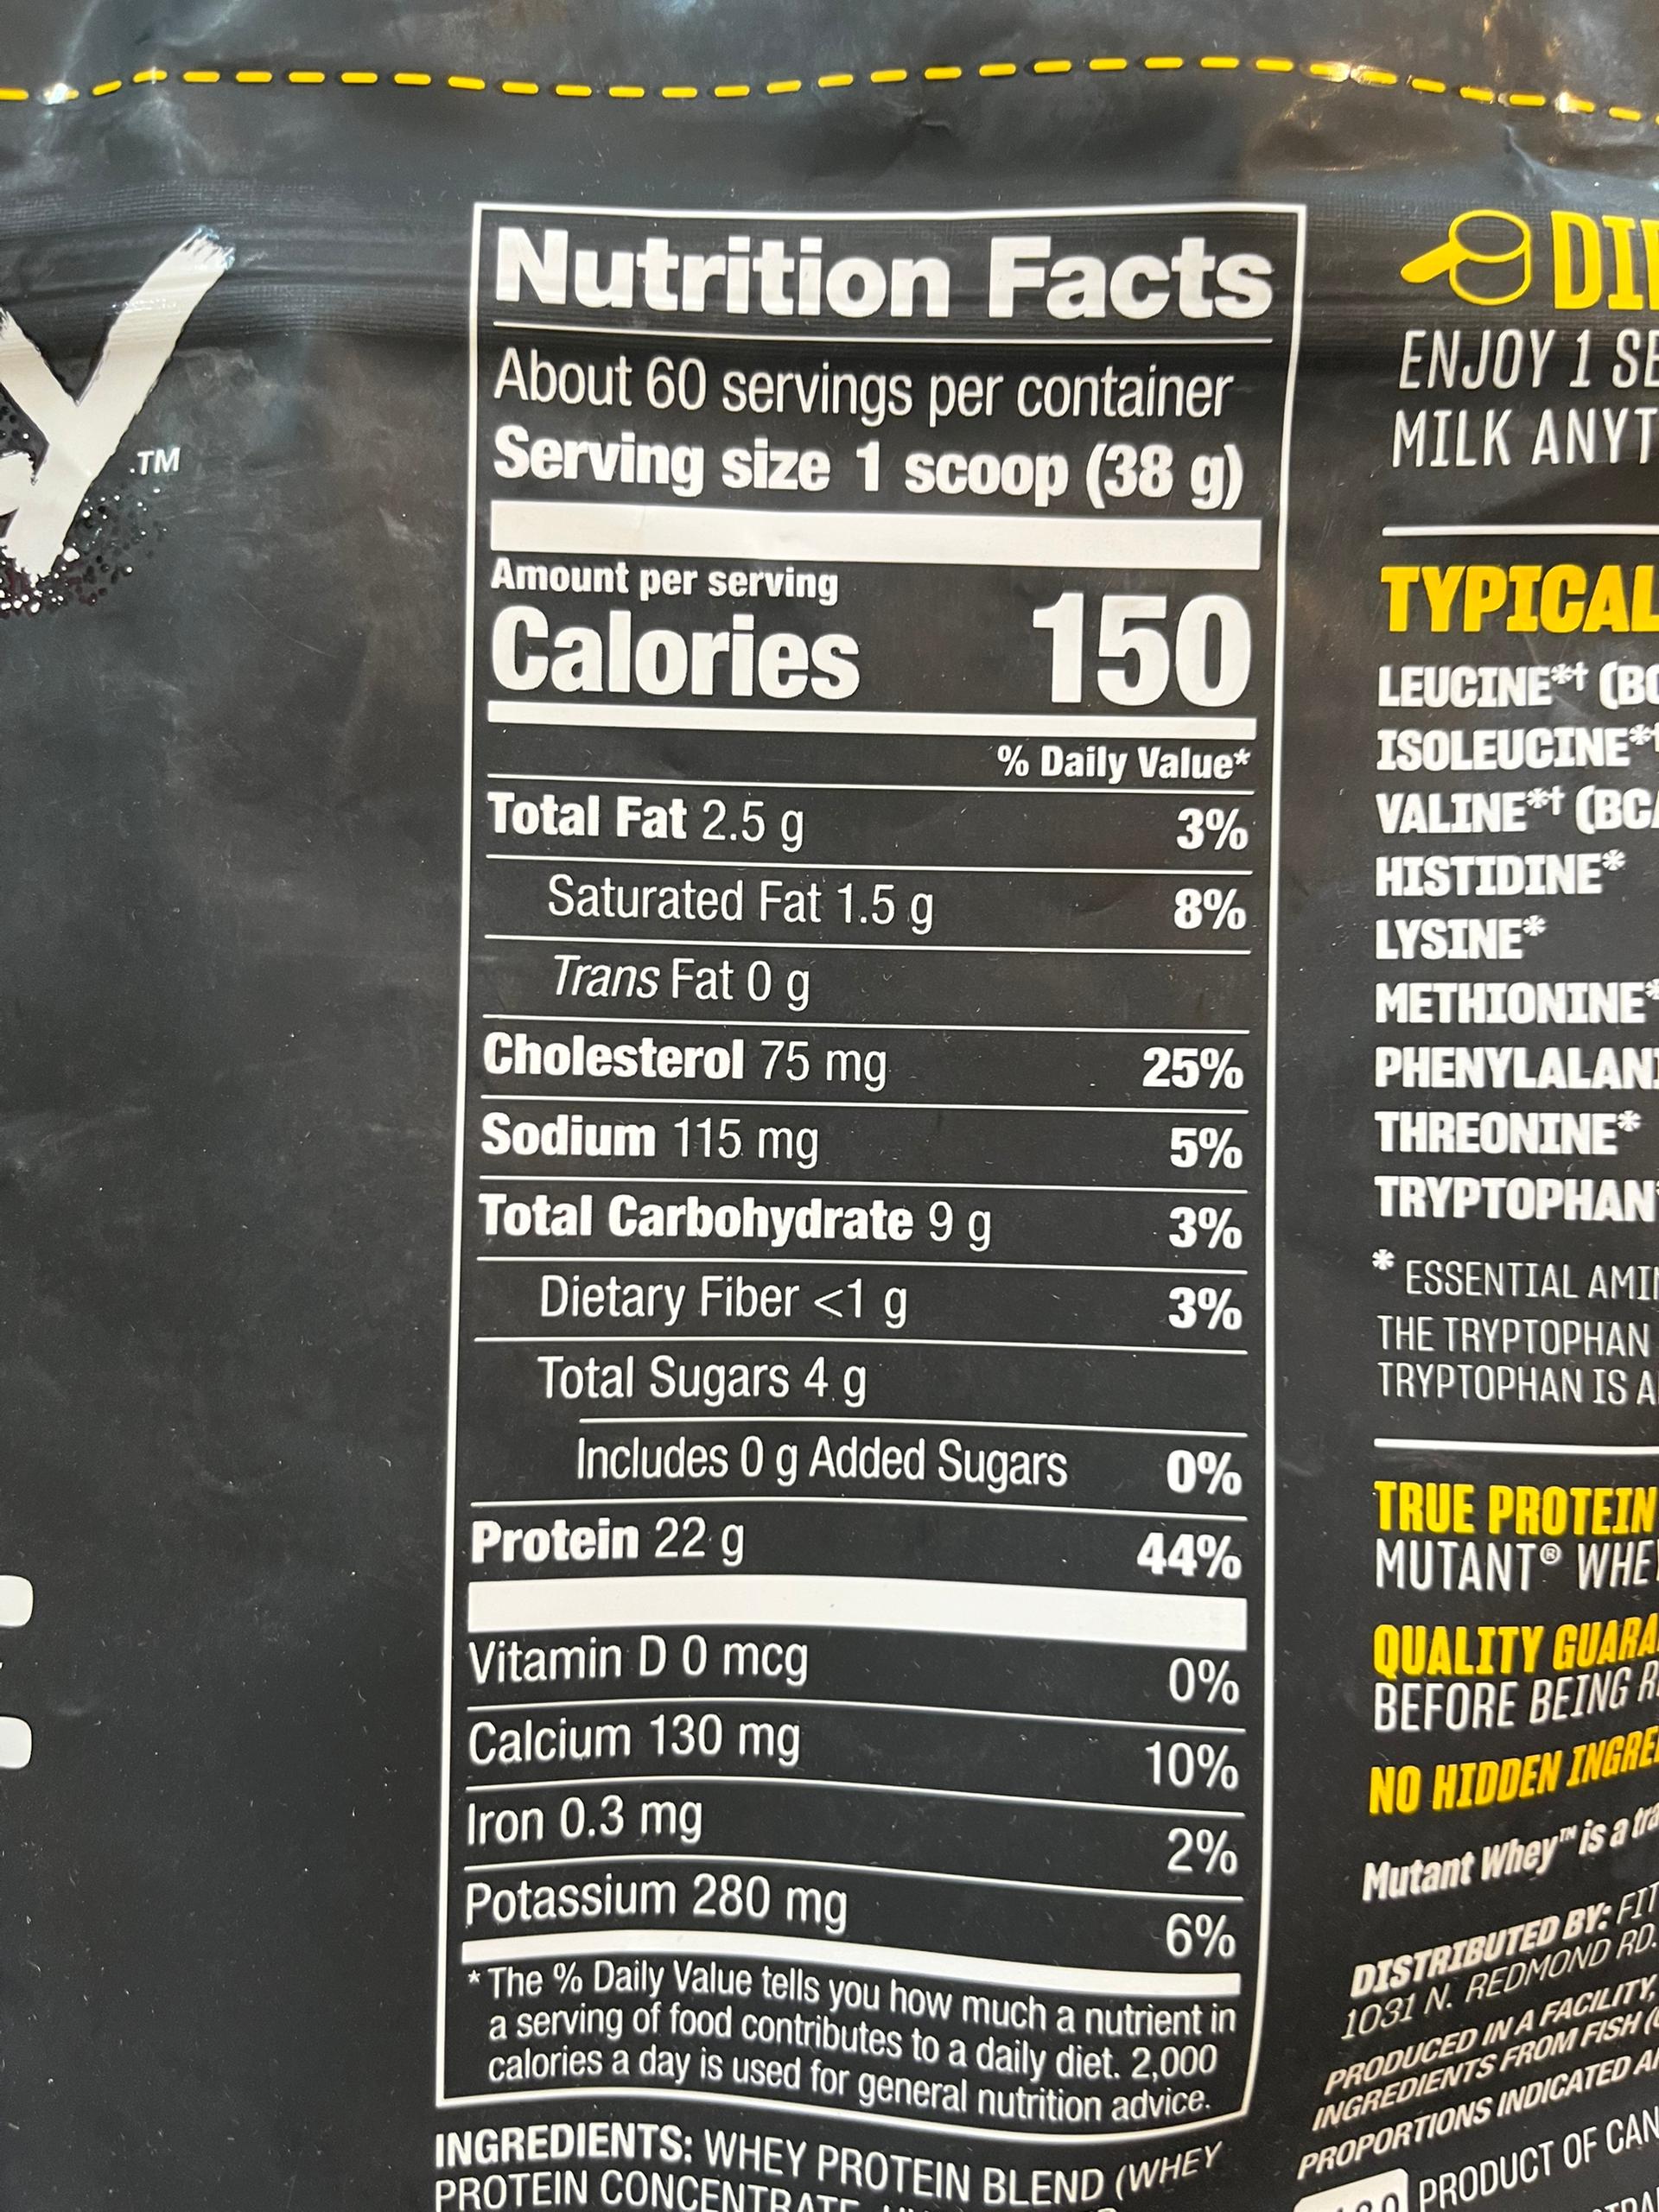 Y™
Nutrition Facts
About 60 servings per container
Serving size 1 scoop (38 g)
Amount per serving
Calories 150
% Daily Value*
Total Fat 2.5 g 3%
Saturated Fat 1.5 g 8%
Trans Fat 0 g
Cholesterol 75 mg 25%
Sodium 115 mg 5%
Total Carbohydrate 9 g 3%
Dietary Fiber <1 g 3%
Total Sugars 4 g
Includes 0 g Added Sugars 0%
Protein 22 g 44%
Vitamin D 0 mcg 0%
Calcium 130 mg 10%
Iron 0.3 mg 2%
Potassium 280 mg 6%
* The % Daily Value tells you how much a nutrient in
a serving of food contributes to a daily diet. 2,000
calories a day is used for general nutrition advice.
INGREDIENTS: WHEY PROTEIN BLEND (WHEY
PROTEIN CONCENTRATE,
ENJOY 1
MILK
TYPICAL
LEUCINE*†
ISOLEUCINE*†
VALINE*†
HISTIDINE*
LYSINE*
METHIONINE*
THREONINE*
TRYPTOPHAN*
* ESSENTIAL
THE TRYPTOPHAN
TRYPTOPHAN IS
TRUE PROTEIN
MUTANT®
QUALITY
BEFORE BEING
NO HIDDEN
Mutant Whey™ is a
DISTRIBUTED BY:
1031 N. REDMOND RD.
PRODUCED IN A FACILITY,
INGREDIENTS FROM FISH
PROPORTIONS INDICATED
PRODUCT OF